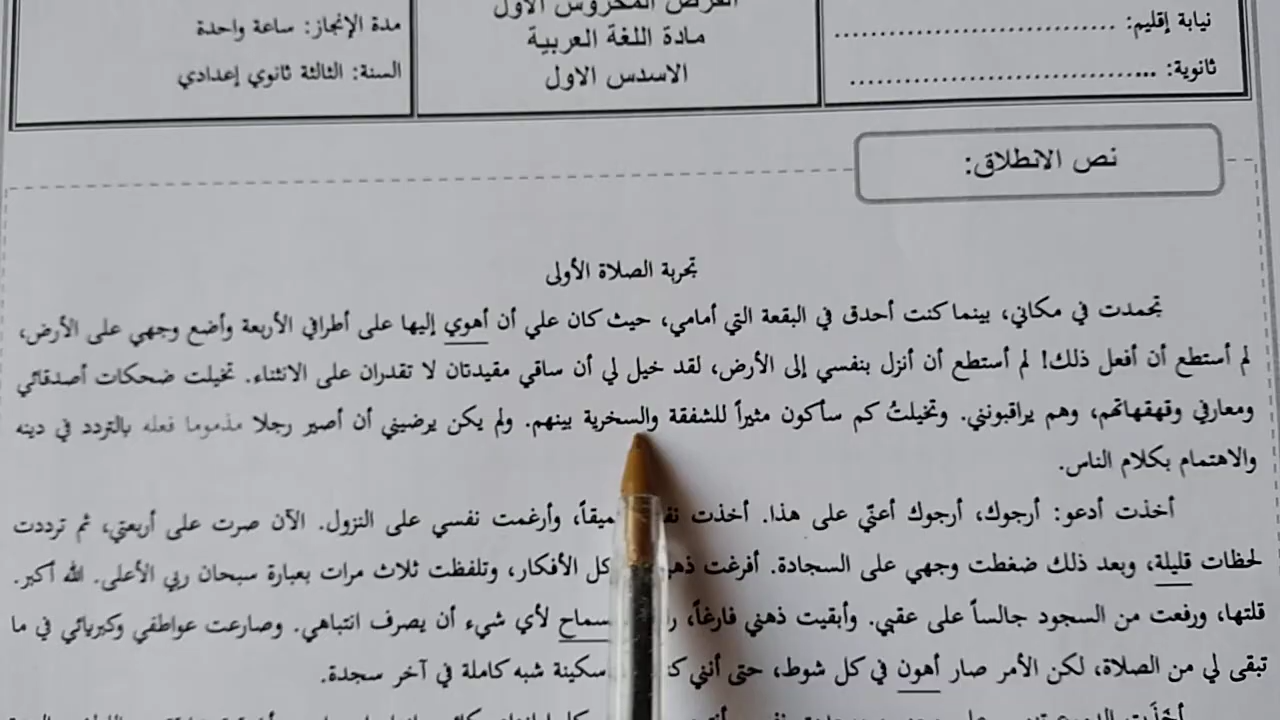 نيابة إقليم: ................................
ثانوية: ................................
الفرض المحروس الاول
مادة اللغة العربية
الاسدس الاول
مدة الإنجاز: ساعة واحدة
السنة: الثالثة ثانوي إعدادي
نص الانطلاق:
تجربة الصلاة الأولى
تجمدت في مكاني، بينما كنت أحدق في البقعة التي أمامي، حيث كان علي أن أهوي إليها على أطرافي الأربعة وأضع وجهي على الأرض،
لم أستطع أن أفعل ذلك! لم أستطع أن أنزل بنفسي إلى الأرض، لقد خيل لي أن ساقي مقيدتان لا تقدران على الانثناء. تخيلت ضحكات أصدقائي
ومعارفي وقهقهاتهم، وهم يراقبونني. وتخيلتُ كم سأكون مثيراً للشفقة والسخرية بينهم. ولم يكن يرضيني أن أصير رجلا مذموما فعله بالتردد في دينه
والاهتمام بكلام الناس.
أخذت أدعو: أرجوك، أرجوك أعنّي على هذا. أخذت وأرغمت نفسي على النزول. الآن صرت على أربعتي، ثم ترددت
لحظات قليلة، وبعد ذلك ضغطت وجهي على السجادة. أفرغت كل الأفكار، وتلفظت ثلاث مرات بعبارة سبحان ربي الأعلى. الله أكبر.
قلتها، ورفعت من السجود جالساً على عقبي. وأبقيت ذهني فارغاً، لأي شيء أن يصرف انتباهي. وصارعت عواطفي وكبريائي في ما
تبقى لي من الصلاة، لكن الأمر صار أهون في كل شوط، حتى أنني سكينة شبه كاملة في آخر سجدة.